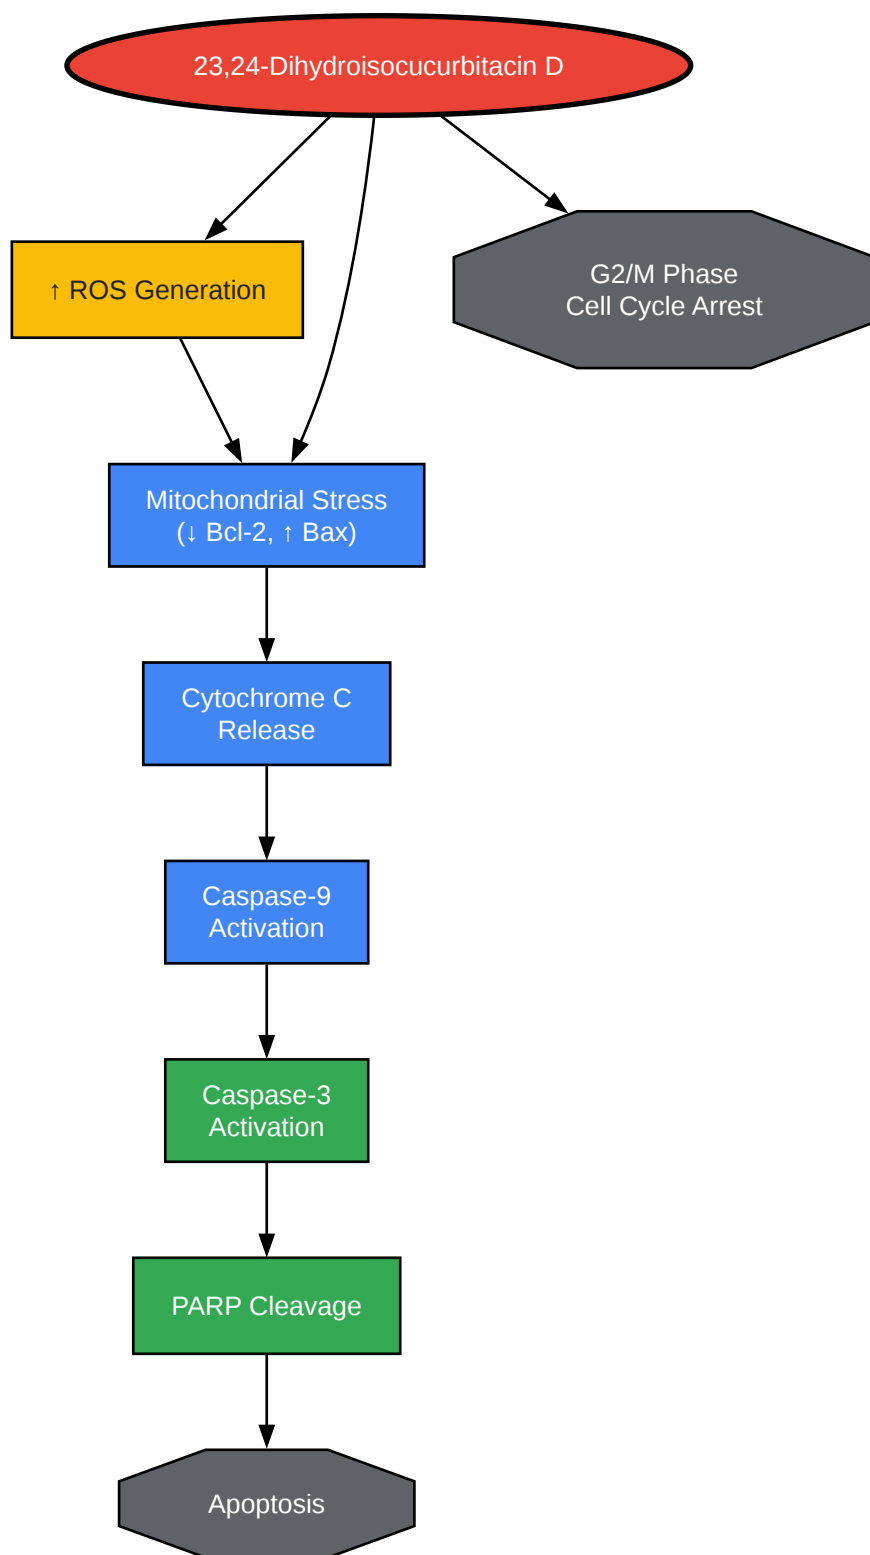 23,24-Dihydroisocucurbitacin D
↑ ROS Generation
G2/M Phase
Cell Cycle Arrest
Mitochondrial Stress
(↓ Bcl-2, ↑ Bax)
Cytochrome C
Release
Caspase-9
Activation
Caspase-3
Activation
PARP Cleavage
Apoptosis